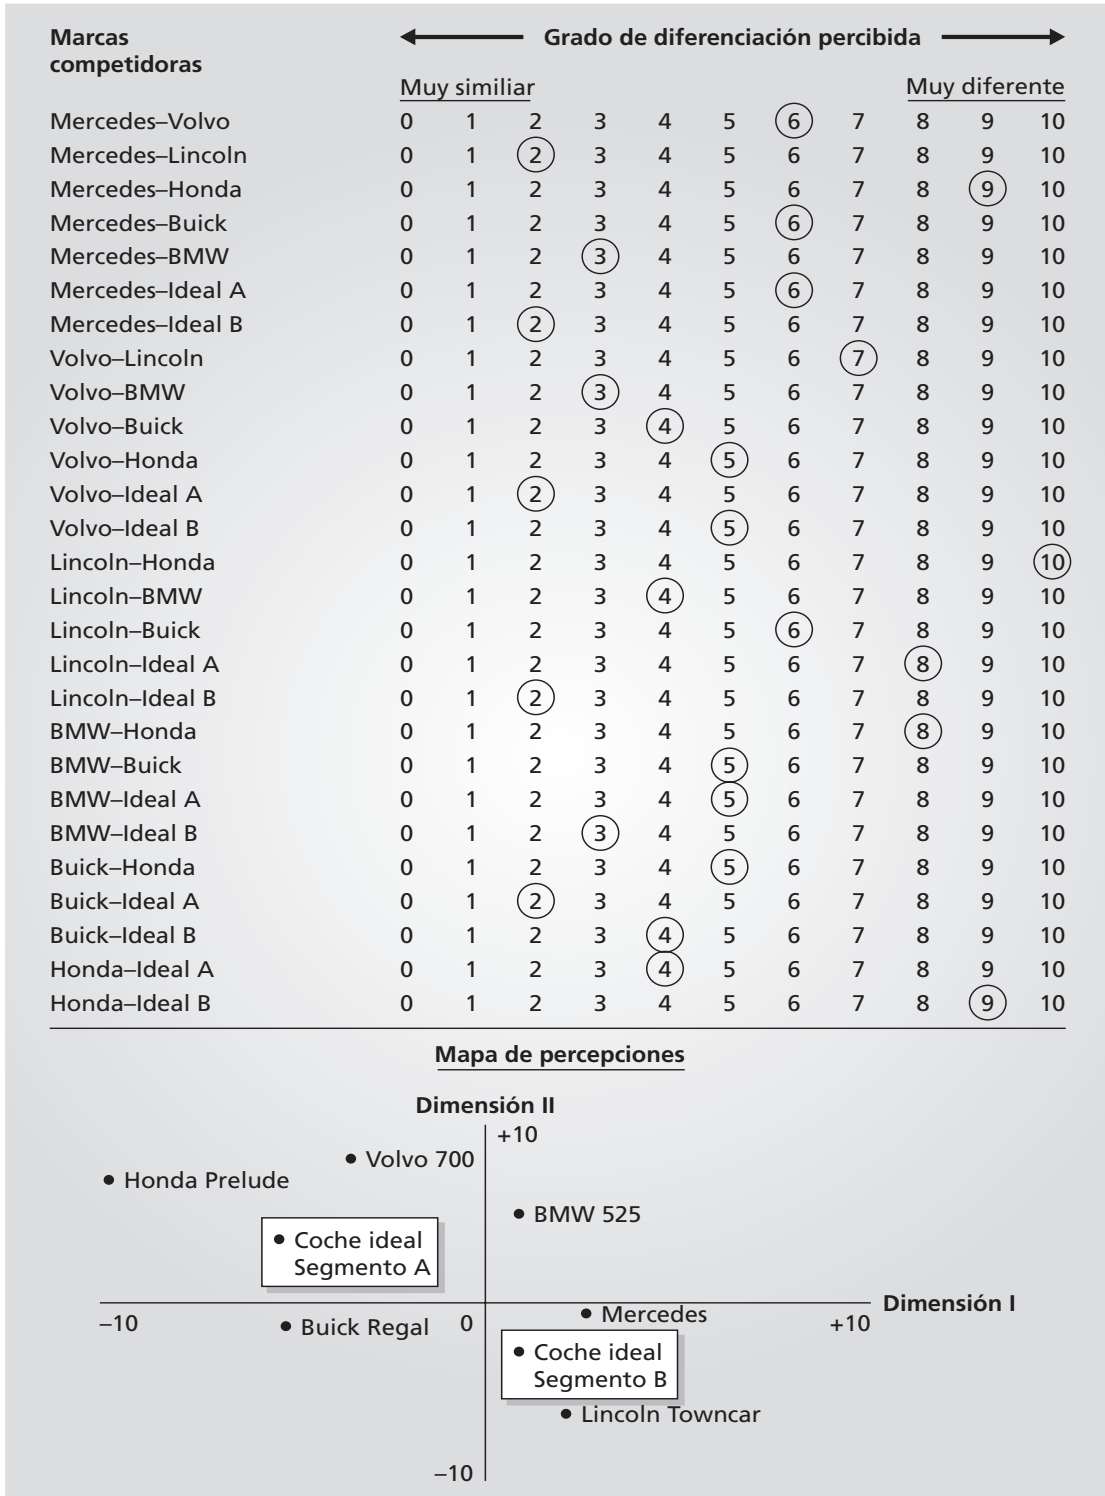 Marcas
competidoras
Grado de diferenciación percibida
Muy similiar Muy diferente
Mercedes–Volvo 0 1 2 3 4 5 6 7 8 9 10
Mercedes–Lincoln 0 1 2 3 4 5 6 7 8 9 10
Mercedes–Honda 0 1 2 3 4 5 6 7 8 9 10
Mercedes–Buick 0 1 2 3 4 5 6 7 8 9 10
Mercedes–BMW 0 1 2 3 4 5 6 7 8 9 10
Mercedes–Ideal A 0 1 2 3 4 5 6 7 8 9 10
Mercedes–Ideal B 0 1 2 3 4 5 6 7 8 9 10
Volvo–Lincoln 0 1 2 3 4 5 6 7 8 9 10
Volvo–BMW 0 1 2 3 4 5 6 7 8 9 10
Volvo–Buick 0 1 2 3 4 5 6 7 8 9 10
Volvo–Honda 0 1 2 3 4 5 6 7 8 9 10
Volvo–Ideal A 0 1 2 3 4 5 6 7 8 9 10
Volvo–Ideal B 0 1 2 3 4 5 6 7 8 9 10
Lincoln–Honda 0 1 2 3 4 5 6 7 8 9 10
Lincoln–BMW 0 1 2 3 4 5 6 7 8 9 10
Lincoln–Buick 0 1 2 3 4 5 6 7 8 9 10
Lincoln–Ideal A 0 1 2 3 4 5 6 7 8 9 10
Lincoln–Ideal B 0 1 2 3 4 5 6 7 8 9 10
BMW–Honda 0 1 2 3 4 5 6 7 8 9 10
BMW–Buick 0 1 2 3 4 5 6 7 8 9 10
BMW–Ideal A 0 1 2 3 4 5 6 7 8 9 10
BMW–Ideal B 0 1 2 3 4 5 6 7 8 9 10
Buick–Honda 0 1 2 3 4 5 6 7 8 9 10
Buick–Ideal A 0 1 2 3 4 5 6 7 8 9 10
Buick–Ideal B 0 1 2 3 4 5 6 7 8 9 10
Honda–Ideal A 0 1 2 3 4 5 6 7 8 9 10
Honda–Ideal B 0 1 2 3 4 5 6 7 8 9 10
Mapa de percepciones
Dimensión II
+10
Volvo 700
Honda Prelude
BMW 525
Coche ideal
Segmento A
Dimensión I
–10
0
+10
Mercedes
Buick Regal
Coche ideal
Segmento B
Lincoln Towncar
–10